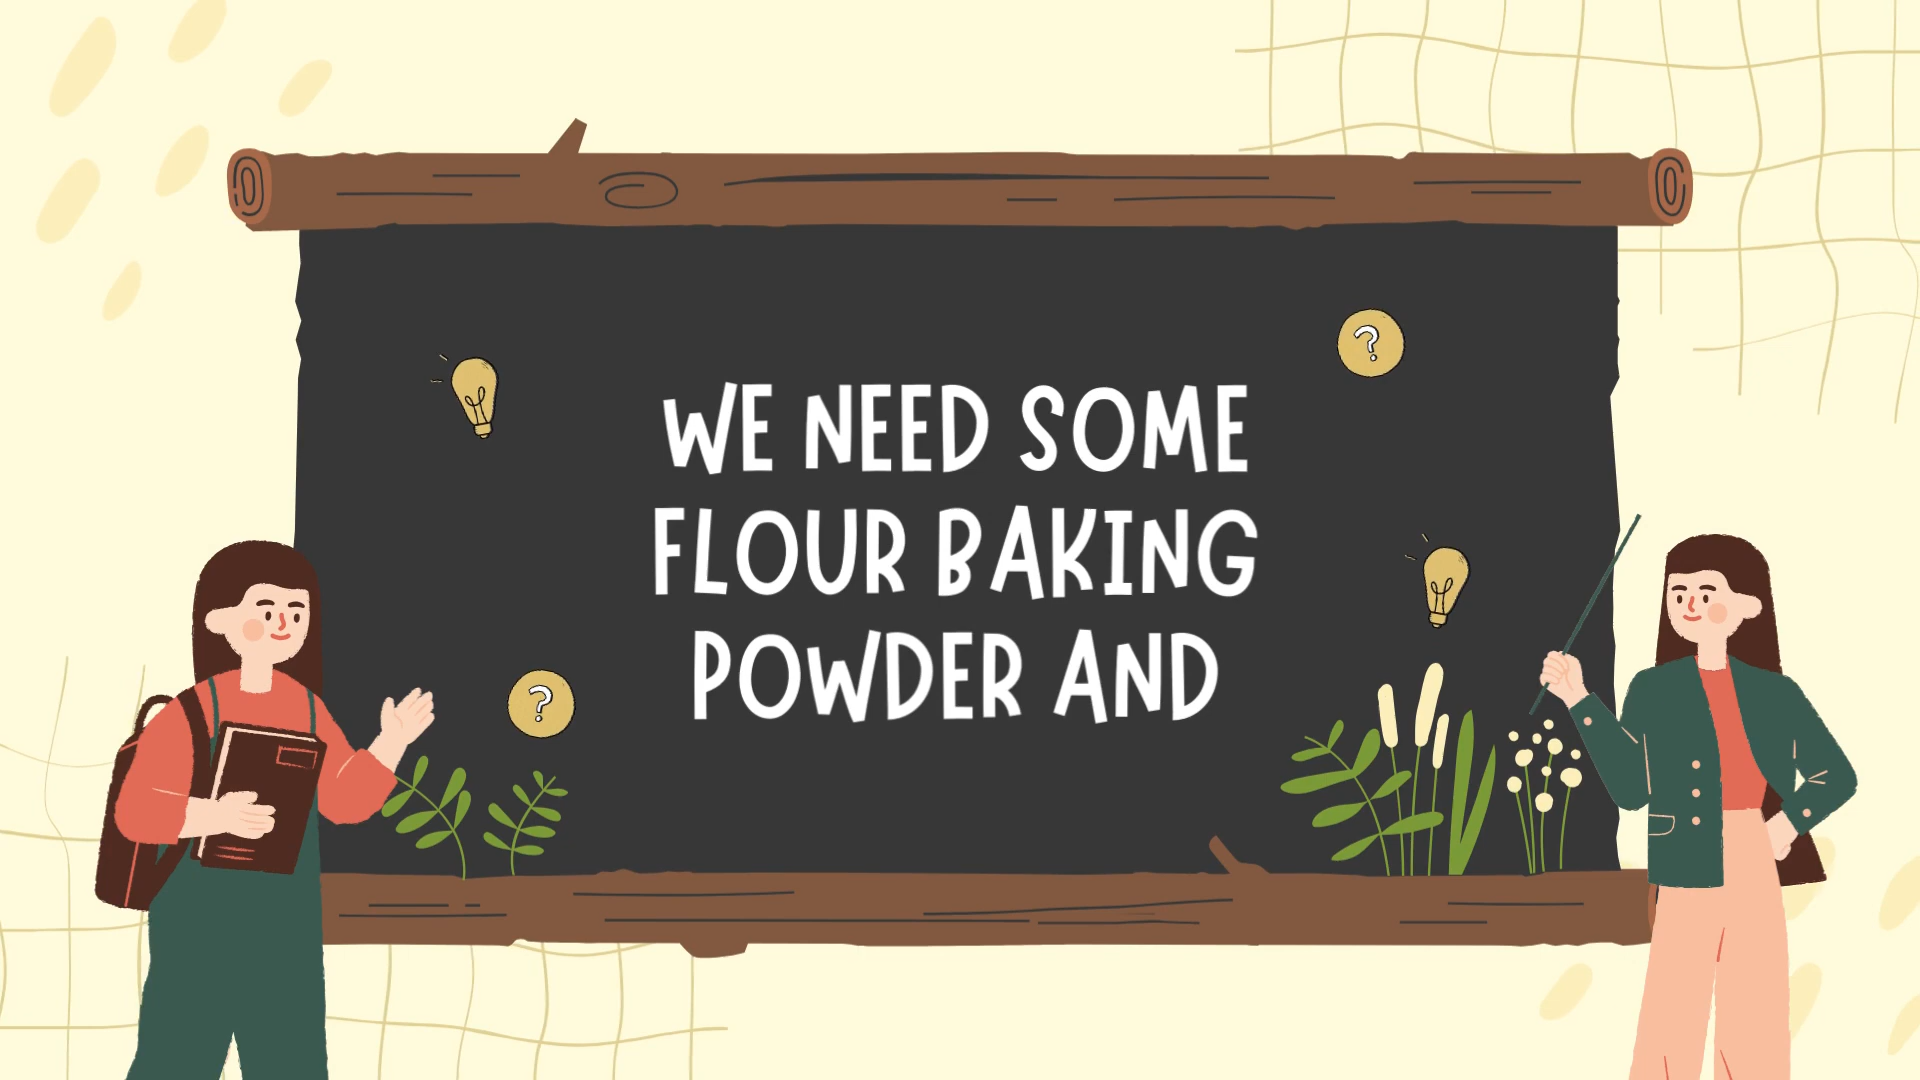 WE NEED SOME
FLOUR BAKING
POWDER AND
?
?